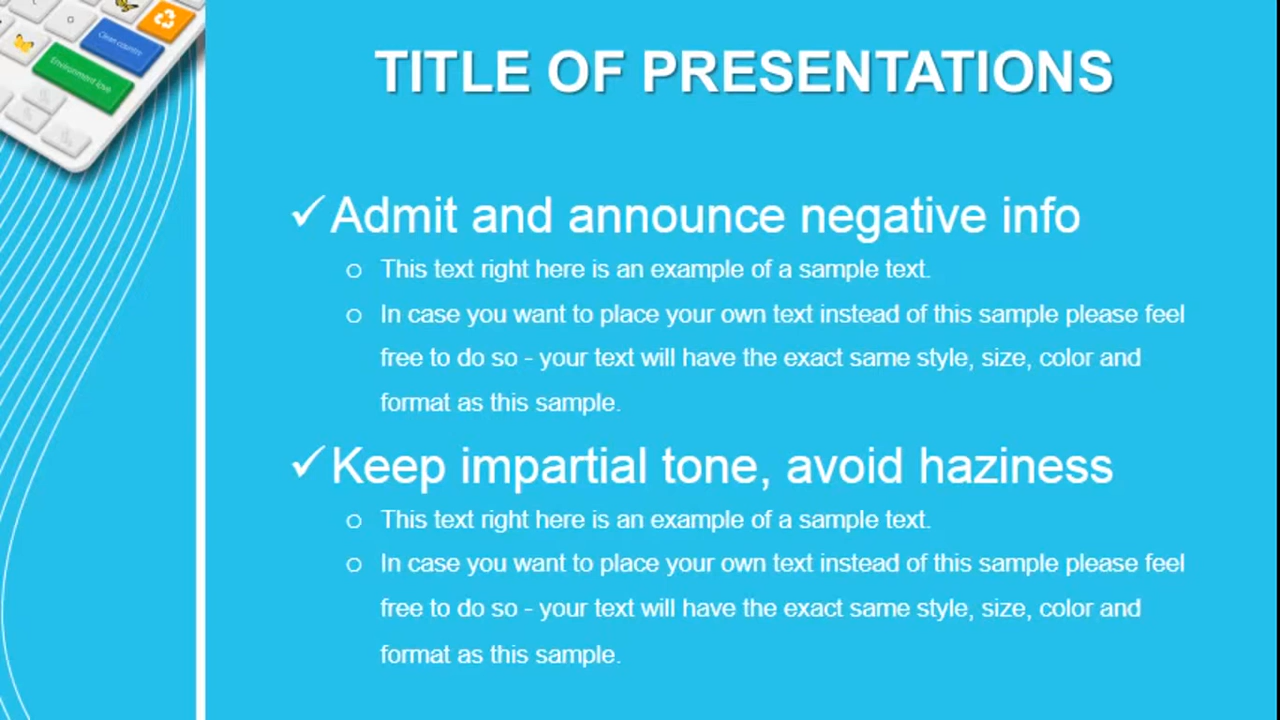 Clean country
Environment love
TITLE OF PRESENTATIONS
Admit and announce negative info
This text right here is an example of a sample text.
In case you want to place your own text instead of this sample please feel
free to do so - your text will have the exact same style, size, color and
format as this sample.
Keep impartial tone, avoid haziness
This text right here is an example of a sample text.
In case you want to place your own text instead of this sample please feel
free to do so - your text will have the exact same style, size, color and
format as this sample.